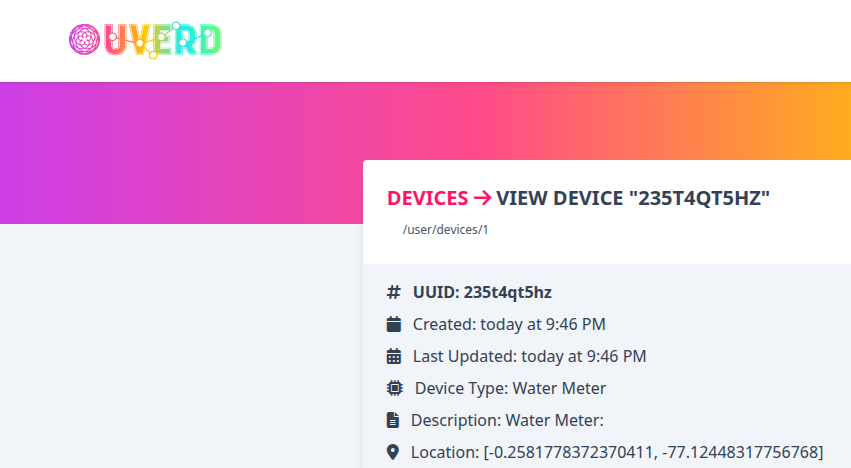 OUVERD
DEVICES → VIEW DEVICE "235T4QT5HZ"
/user/devices/1
# UUID: 235t4qt5hz
Created: today at 9:46 PM
Last Updated: today at 9:46 PM
Device Type: Water Meter
Description: Water Meter:
Location: [-0.2581778372370411, -77.12448317756768]